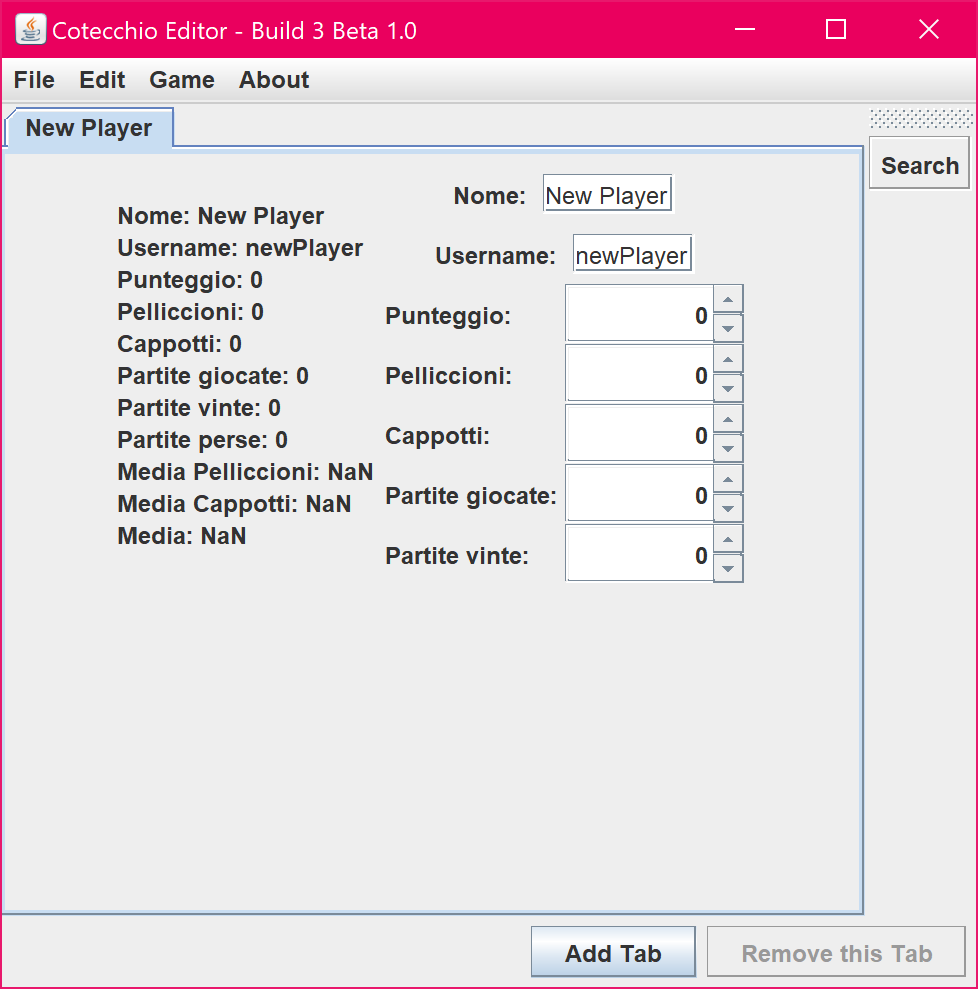 Cotecchio Editor - Build 3 Beta 1.0
File Edit Game About
New Player
Search
Nome: New Player
Username: newPlayer
Punteggio: 0
Pelliccioni: 0
Cappotti: 0
Partite giocate: 0
Partite vinte: 0
Partite perse: 0
Media Pelliccioni: NaN
Media Cappotti: NaN
Media: NaN
Nome: New Player
Username: newPlayer
Punteggio: 0
Pelliccioni: 0
Cappotti: 0
Partite giocate: 0
Partite vinte: 0
Add Tab Remove this Tab